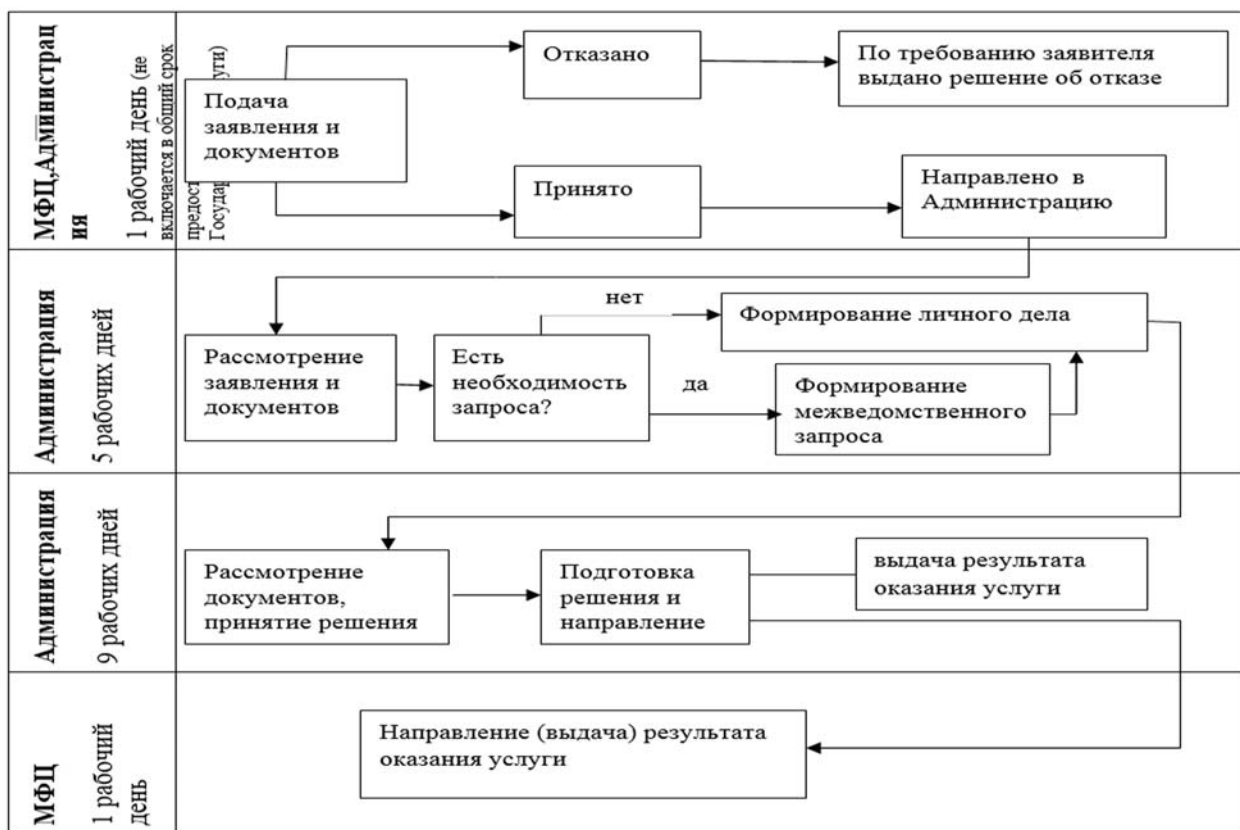 МФЦ,Администрац
ия
1 рабочий день (не
включается в общий срок
Отказано
По требованию заявителя
выдано решение об отказе
Подача
заявления и
документов
Принято
Направлено в
Администрацию
Администрация
5 рабочих дней
нет
Формирование личного дела
Рассмотрение
заявления и
документов
Есть
необходимость
запроса?
да
Формирование
межведомственного
запроса
Администрация
9 рабочих дней
Рассмотрение
документов,
принятие решения
Подготовка
решения и
направление
выдача результата
оказания услуги
МФЦ
1 рабочий
день
Направление (выдача) результата
оказания услуги